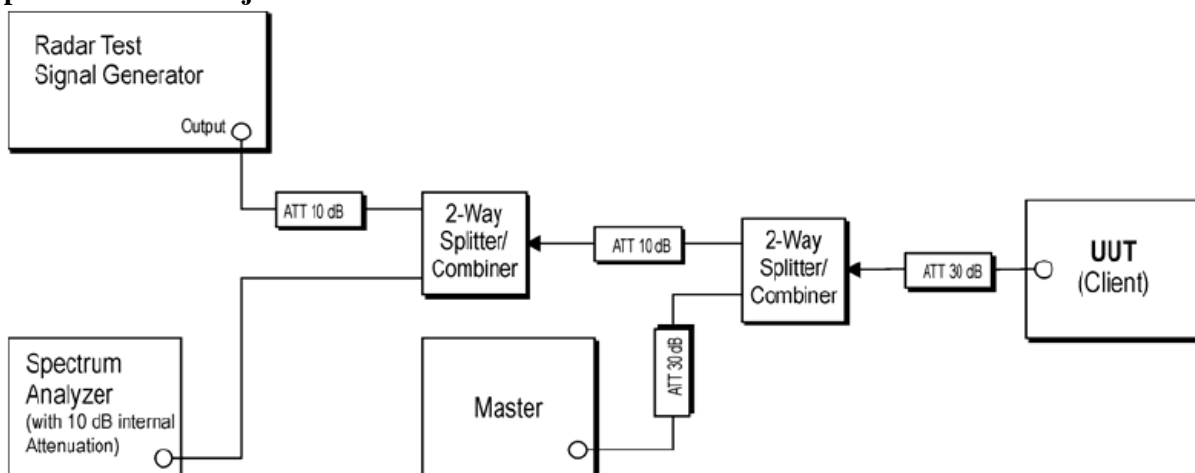 Radar Test
Signal Generator
Output
ATT 10 dB
2-Way
Splitter/
Combiner
ATT 10 dB
2-Way
Splitter/
Combiner
ATT 30 dB
UUT
(Client)
Spectrum
Analyzer
(with 10 dB internal
Attenuation)
Master
ATT 30 dB